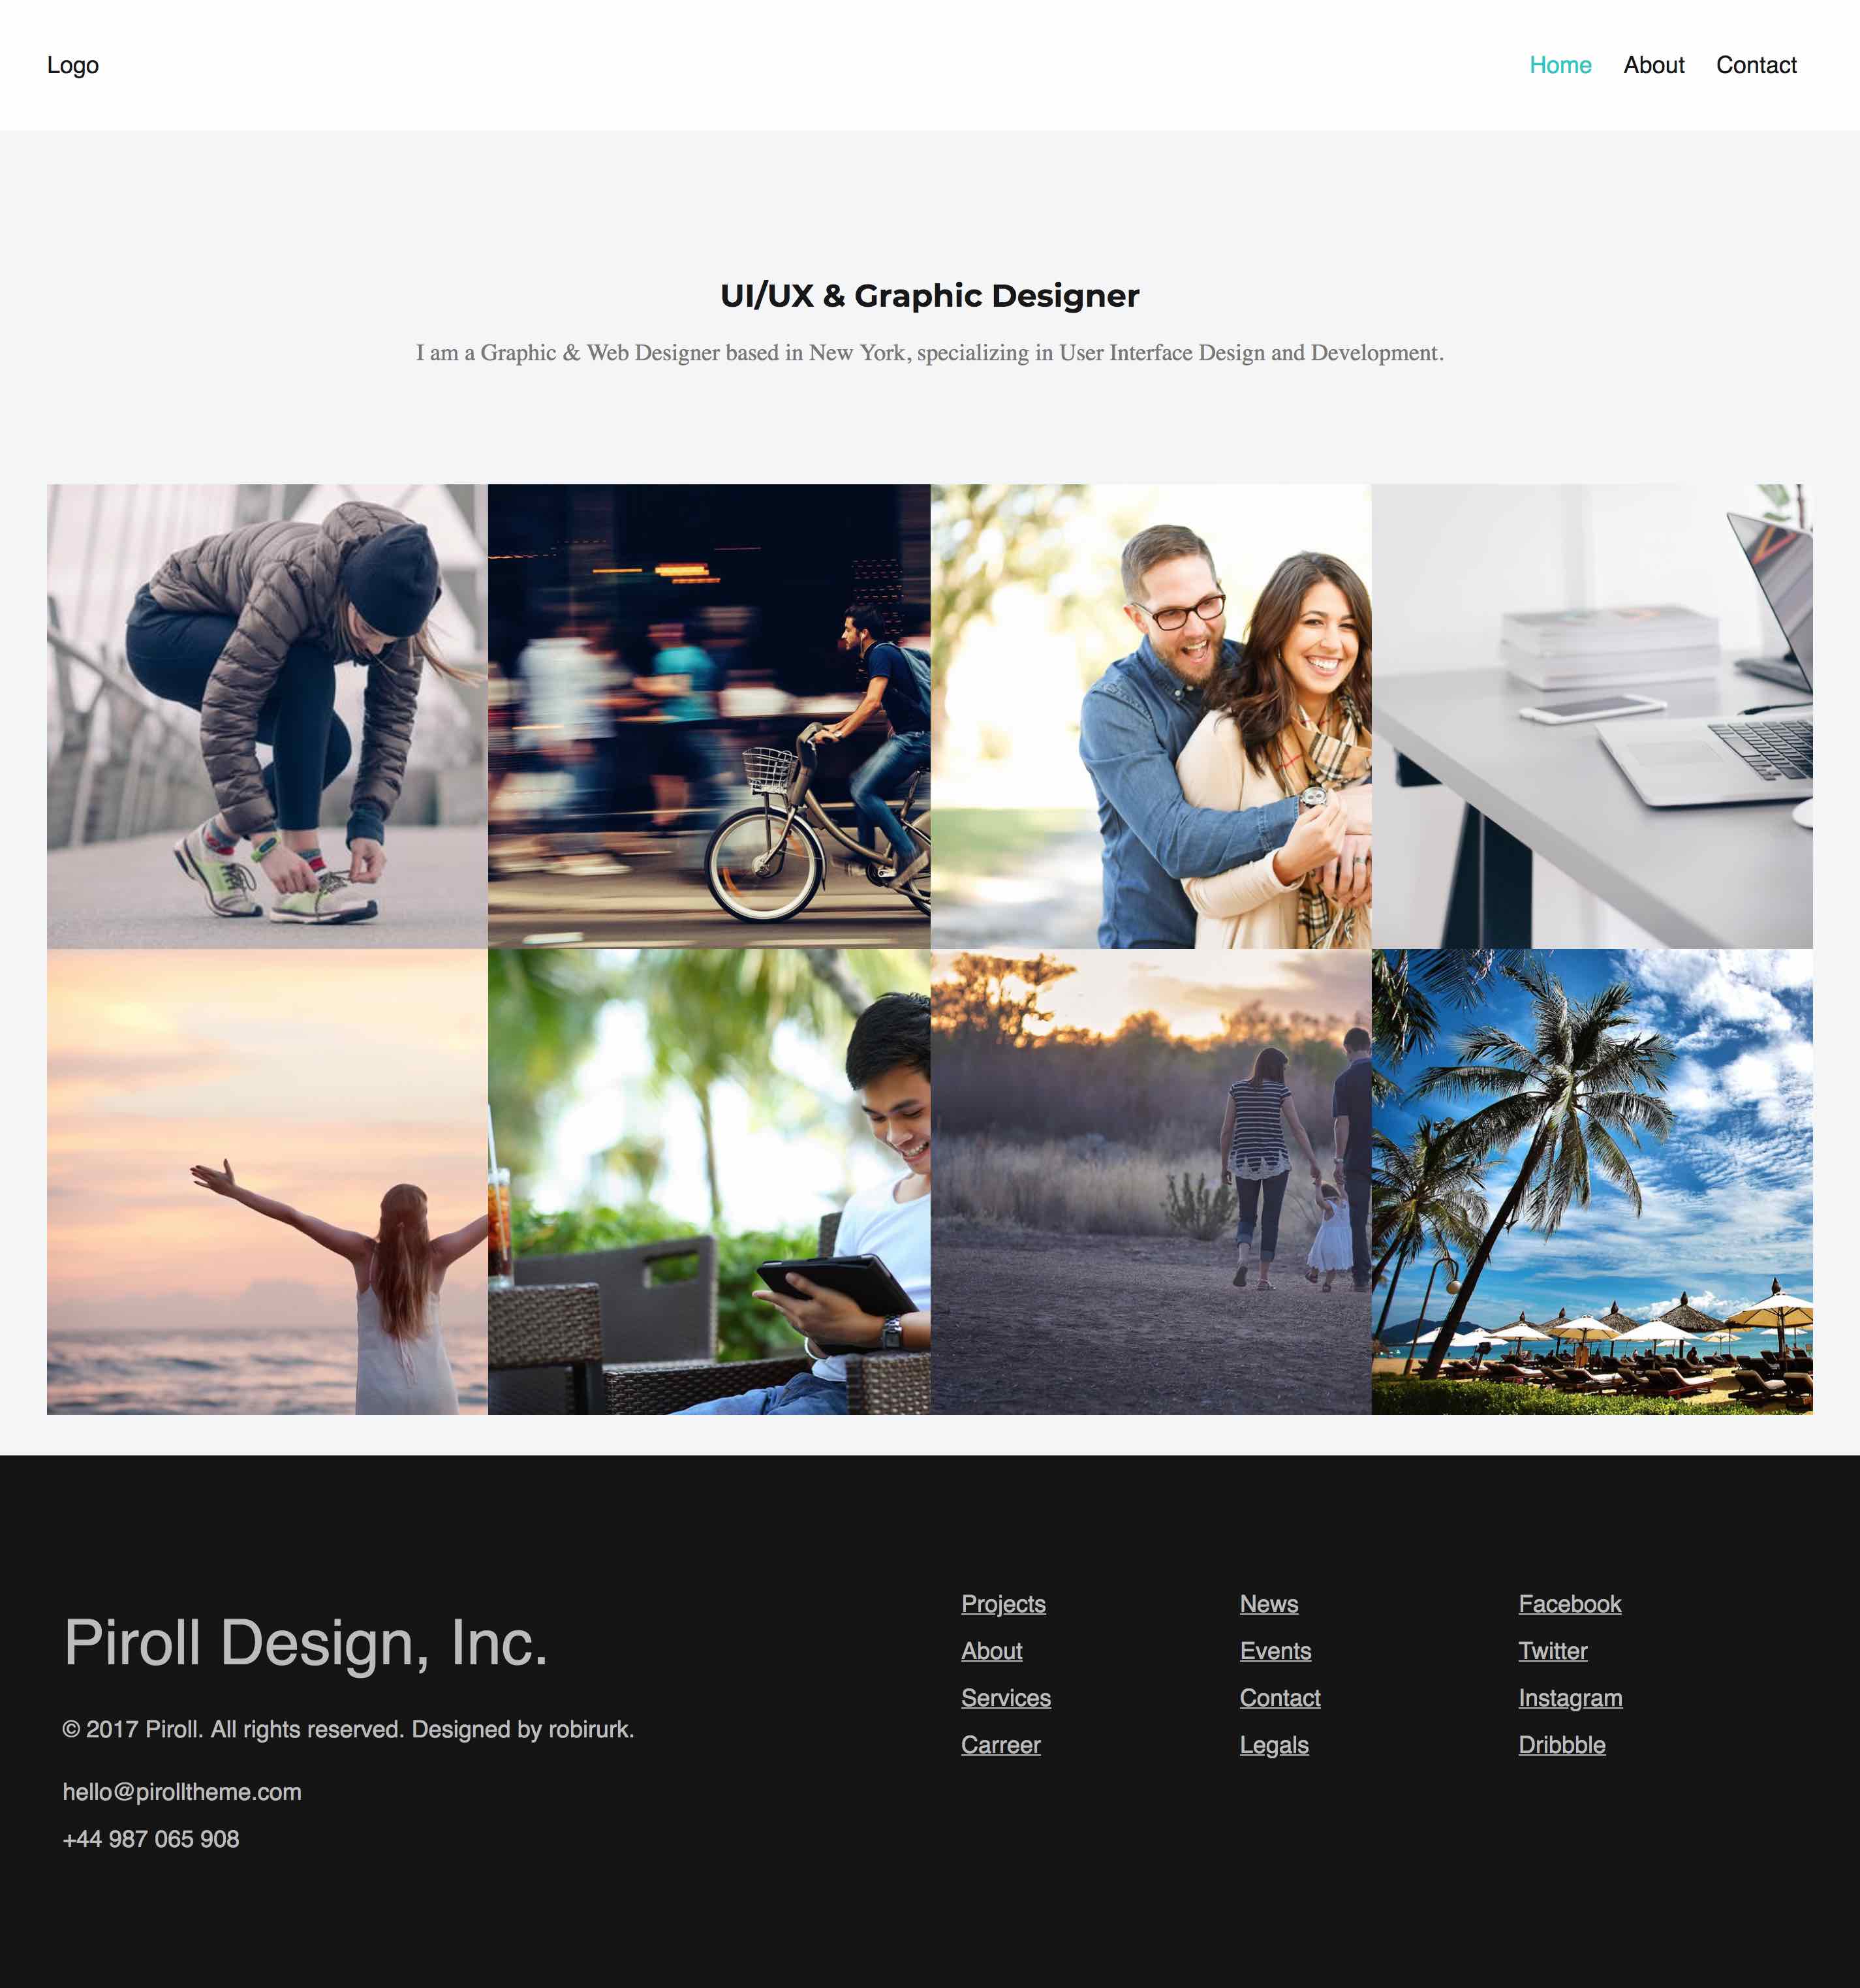 Logo
Home About Contact
UI/UX & Graphic Designer
I am a Graphic & Web Designer based in New York, specializing in User Interface Design and Development.
Piroll Design, Inc.
© 2017 Piroll. All rights reserved. Designed by robirurk.
hello@pirolltheme.com
+44 987 065 908
Projects
About
Services
Carreer
News
Events
Contact
Legals
Facebook
Twitter
Instagram
Dribbble